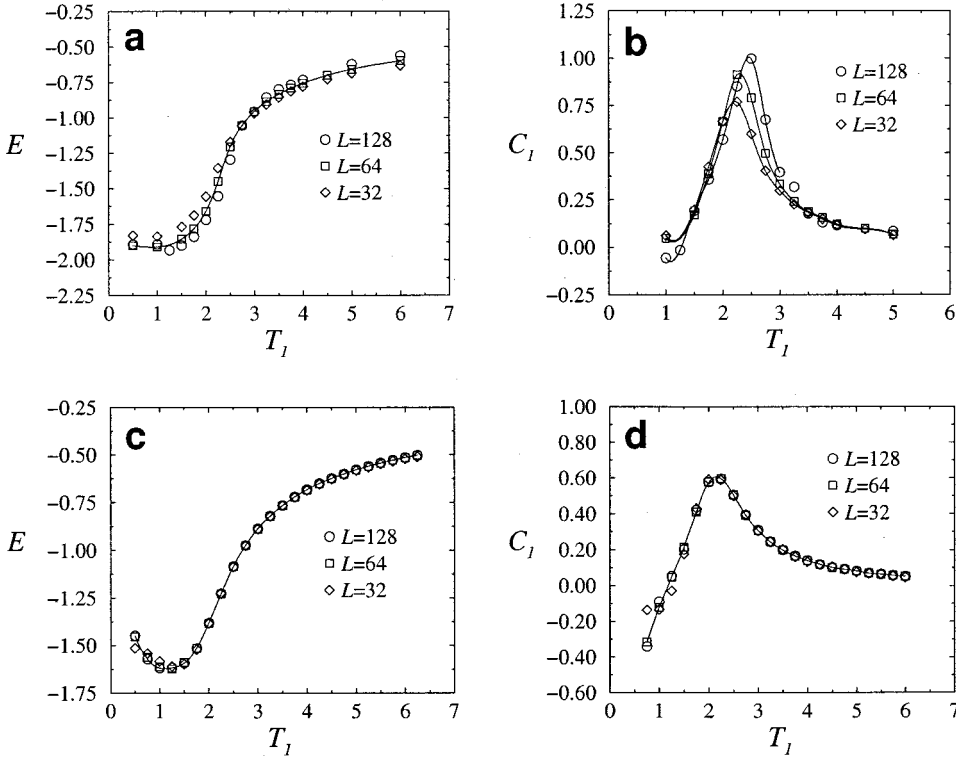 a
−0.25
−0.50
−0.75
−1.00
−1.25
−1.50
−1.75
−2.00
−2.25
E
L=128
L=64
L=32
0 1 2 3 4 5 6 7
T1
b
1.25
1.00
0.75
0.50
0.25
0.00
−0.25
C1
L=128
L=64
L=32
0 1 2 3 4 5 6
T1
c
−0.25
−0.50
−0.75
−1.00
−1.25
−1.50
−1.75
E
L=128
L=64
L=32
0 1 2 3 4 5 6 7
T1
d
1.00
0.80
0.60
0.40
0.20
0.00
−0.20
−0.40
−0.60
C1
L=128
L=64
L=32
0 1 2 3 4 5 6 7
T1